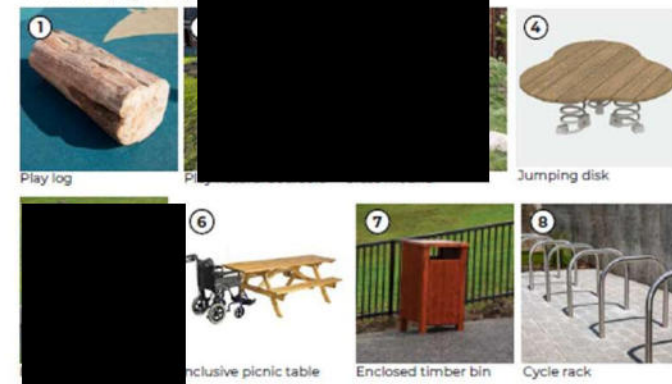 1
4
Play log
Jumping disk
6
7
8
nclusive picnic table
Enclosed timber bin
Cycle rack